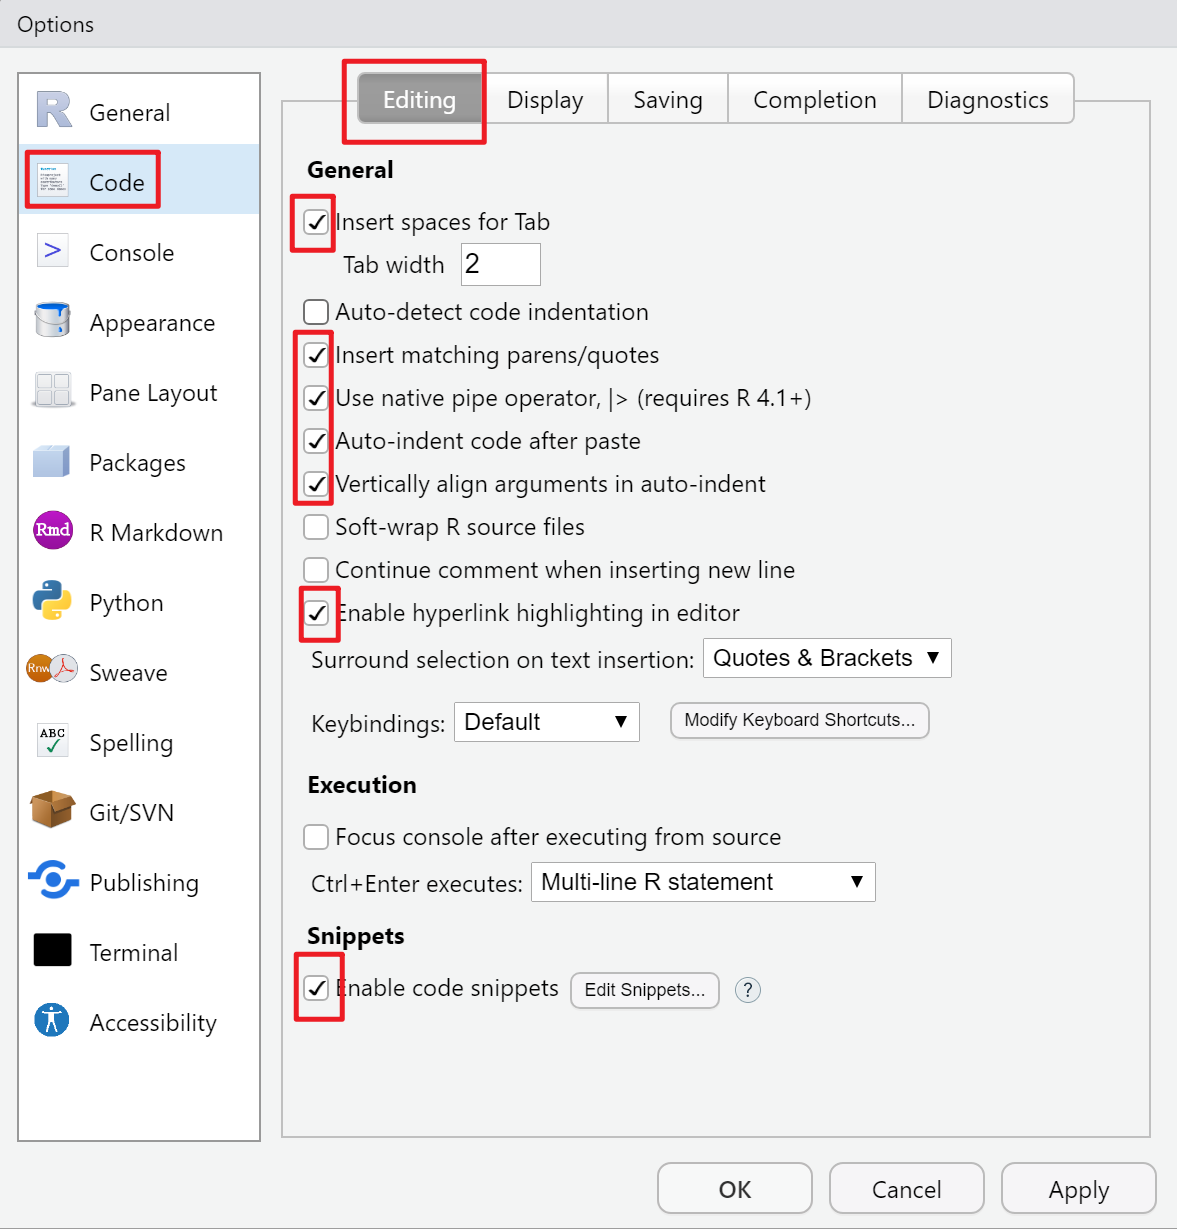 Options
General
Code
Console
Appearance
Pane Layout
Packages
Rmd R Markdown
Python
Rnw Sweave
ABC Spelling
Git/SVN
Publishing
Terminal
Accessibility
Editing Display Saving Completion Diagnostics
General
Insert spaces for Tab
Tab width 2
Auto-detect code indentation
Insert matching parens/quotes
Use native pipe operator, |> (requires R 4.1+)
Auto-indent code after paste
Vertically align arguments in auto-indent
Soft-wrap R source files
Continue comment when inserting new line
Enable hyperlink highlighting in editor
Surround selection on text insertion: Quotes & Brackets
Keybindings: Default Modify Keyboard Shortcuts...
Execution
Focus console after executing from source
Ctrl+Enter executes: Multi-line R statement
Snippets
Enable code snippets Edit Snippets... ?
OK Cancel Apply